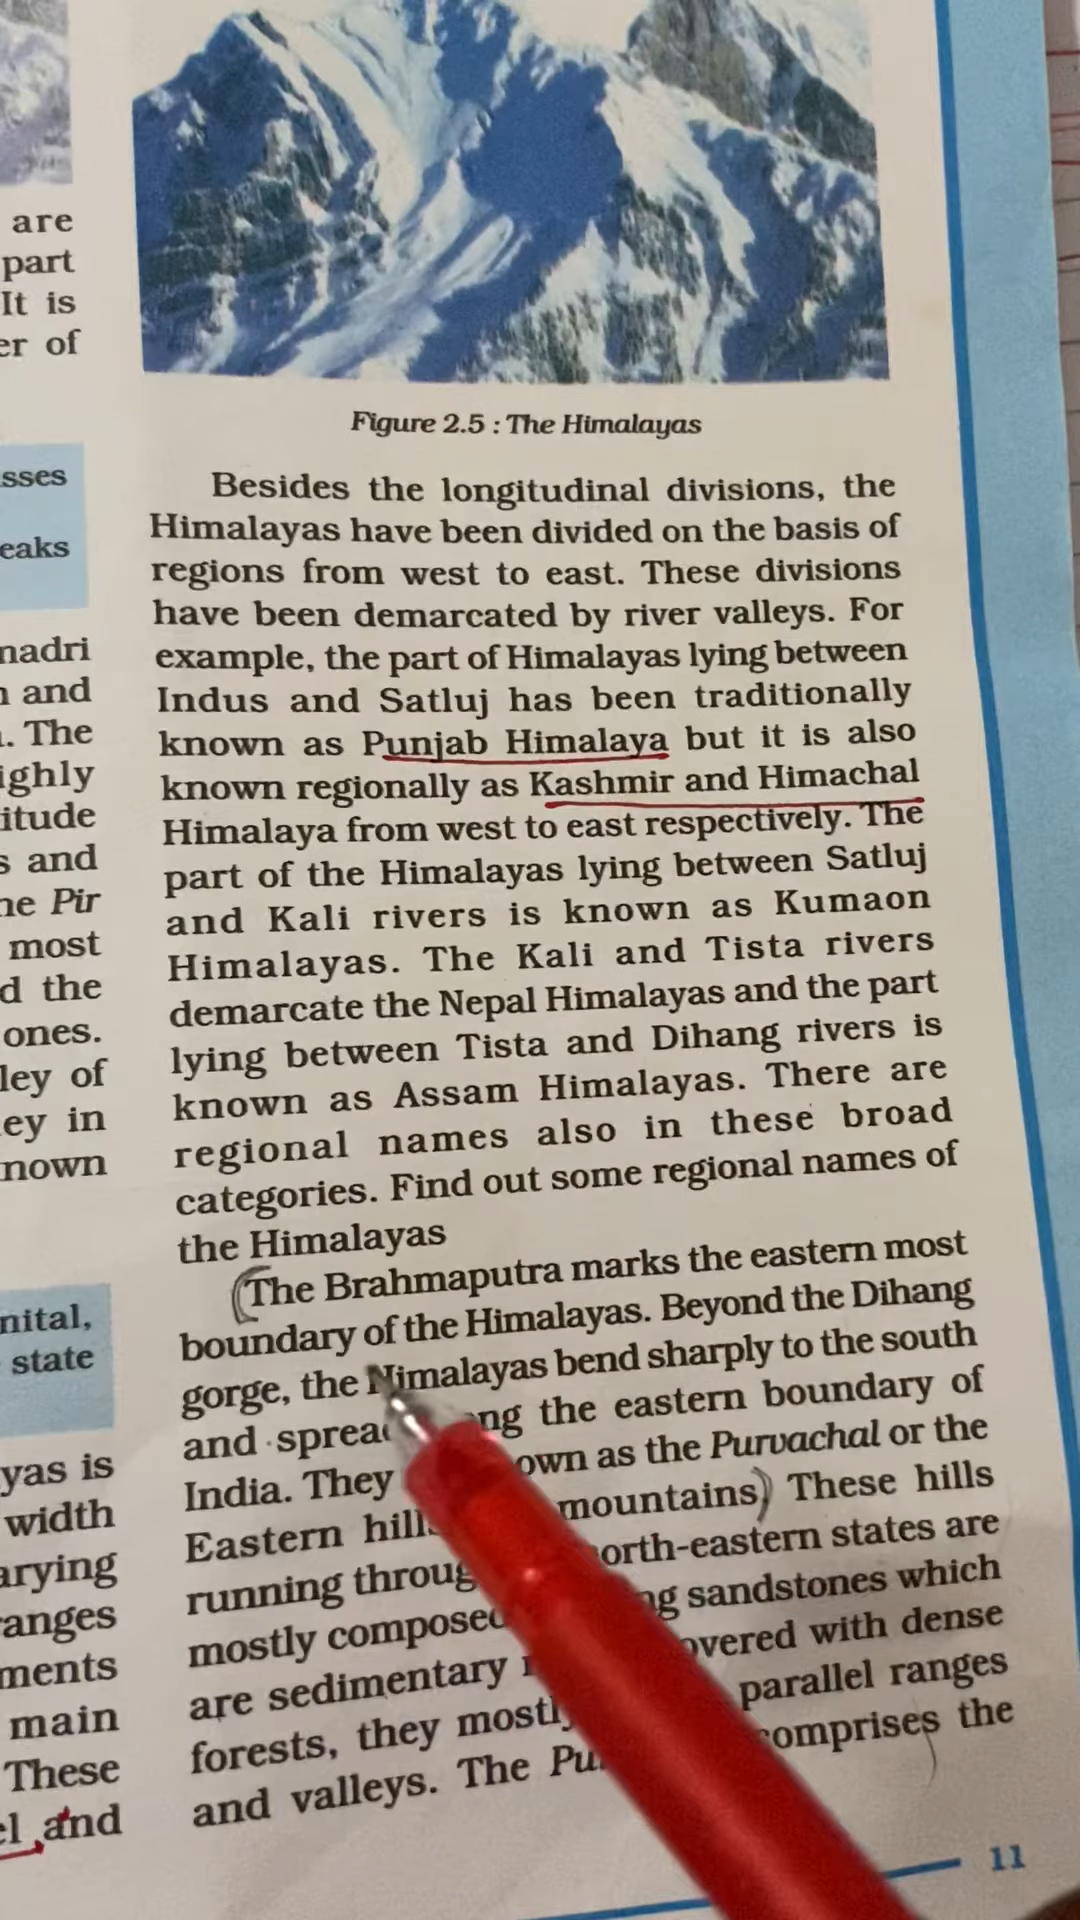 are
part
It is
er of
sses
eaks
nadri
and
. The
ighly
itude
s and
ne Pir
most
d the
ones.
ley of
ey in
nown
nital,
state
yas is
width
arying
anges
ments
main
These
el and
Figure 2.5 : The Himalayas
Besides the longitudinal divisions, the
Himalayas have been divided on the basis of
regions from west to east. These divisions
have been demarcated by river valleys. For
example, the part of Himalayas lying between
Indus and Satluj has been traditionally
known as Punjab Himalaya but it is also
known regionally as Kashmir and Himachal
Himalaya from west to east respectively. The
part of the Himalayas lying between Satluj
and Kali rivers is known as Kumaon
Himalayas. The Kali and Tista rivers
demarcate the Nepal Himalayas and the part
lying between Tista and Dihang rivers is
known as Assam Himalayas. There are
regional names also in these broad
categories. Find out some regional names of
the Himalayas
(The Brahmaputra marks the eastern most
boundary of the Himalayas. Beyond the Dihang
gorge, the Himalayas bend sharply to the south
and sprea ng the eastern boundary of
India. They own as the Purvachal or the
Eastern hill mountains) These hills
running throug orth-eastern states are
mostly composed ng sandstones which
are sedimentary overed with dense
forests, they mostly parallel ranges
and valleys. The Pu comprises the
11